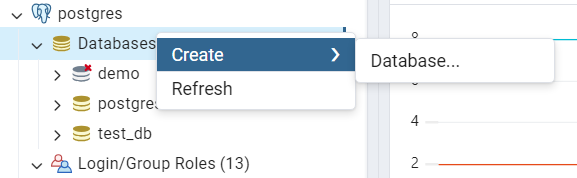 postgres
Databases
Create
Database...
Refresh
demo
postgres
test_db
Login/Group Roles (13)
8
6
4
2